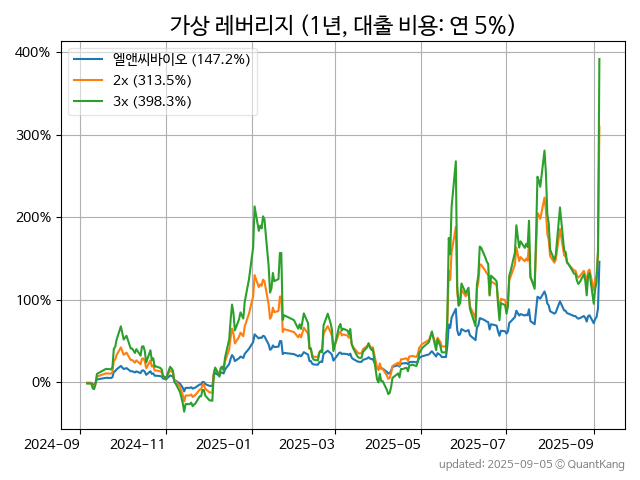 가상 레버리지 (1년, 대출 비용: 연 5%)
400%
300%
200%
100%
0%
엘앤씨바이오 (147.2%)
2x (313.5%)
3x (398.3%)
2024-09
2024-11
2025-01
2025-03
2025-05
2025-07
2025-09
updated: 2025-09-05 © QuantKang